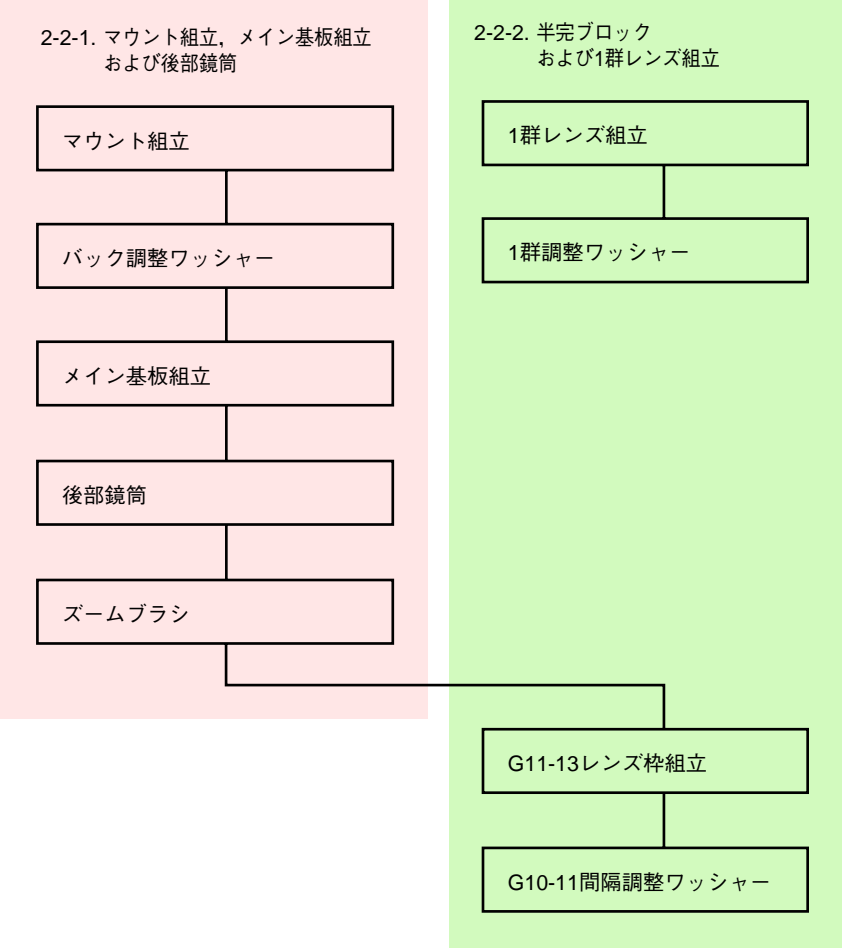 2-2-1. マウント組立，メイン基板組立
および後部鏡筒
マウント組立
バック調整ワッシャー
メイン基板組立
後部鏡筒
ズームブラシ
2-2-2. 半完ブロック
および1群レンズ組立
1群レンズ組立
1群調整ワッシャー
G11-13レンズ枠組立
G10-11間隔調整ワッシャー